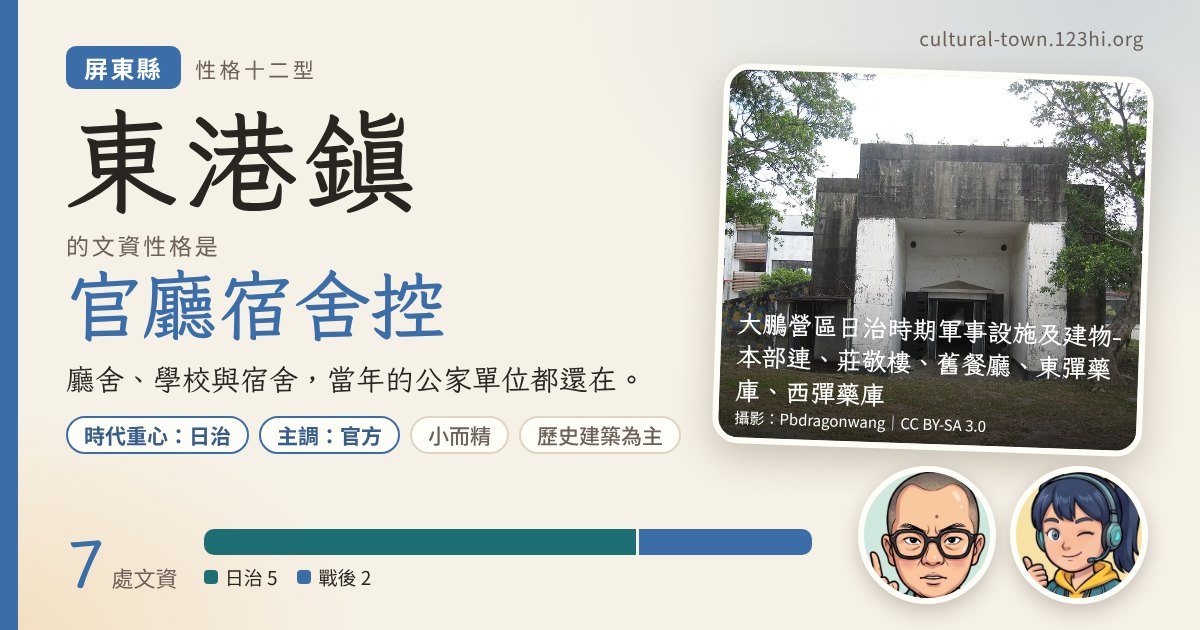 cultural-town.123hi.org
屏東縣 性格十二型
東港鎮
的文資性格是
官廳宿舍控
廳舍、學校與宿舍，當年的公家單位都還在。
時代重心：日治 主調：官方 小而精 歷史建築為主
大鵬營區日治時期軍事設施及建物-
本部連、莊敬樓、舊餐廳、東彈藥
庫、西彈藥庫
攝影：Pbdragonwang｜CC BY-SA 3.0
7 處文資
日治 5 戰後 2